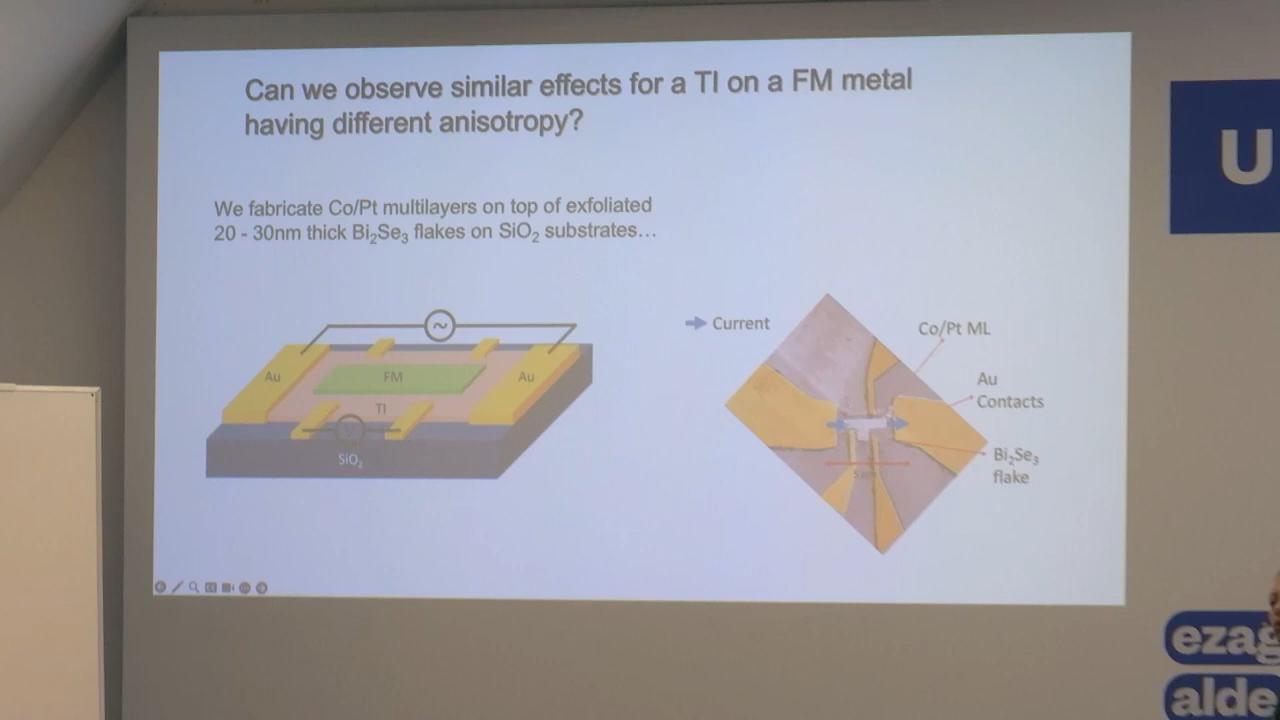 Can we observe similar effects for a TI on a FM metal
having different anisotropy?
We fabricate Co/Pt multilayers on top of exfoliated
20 - 30nm thick Bi₂Se₃ flakes on SiO₂ substrates…
Au
FM
Au
TI
V
SiO₂
Current
Co/Pt ML
Au
Contacts
Bi₂Se₃
flake
U
ezag
alde